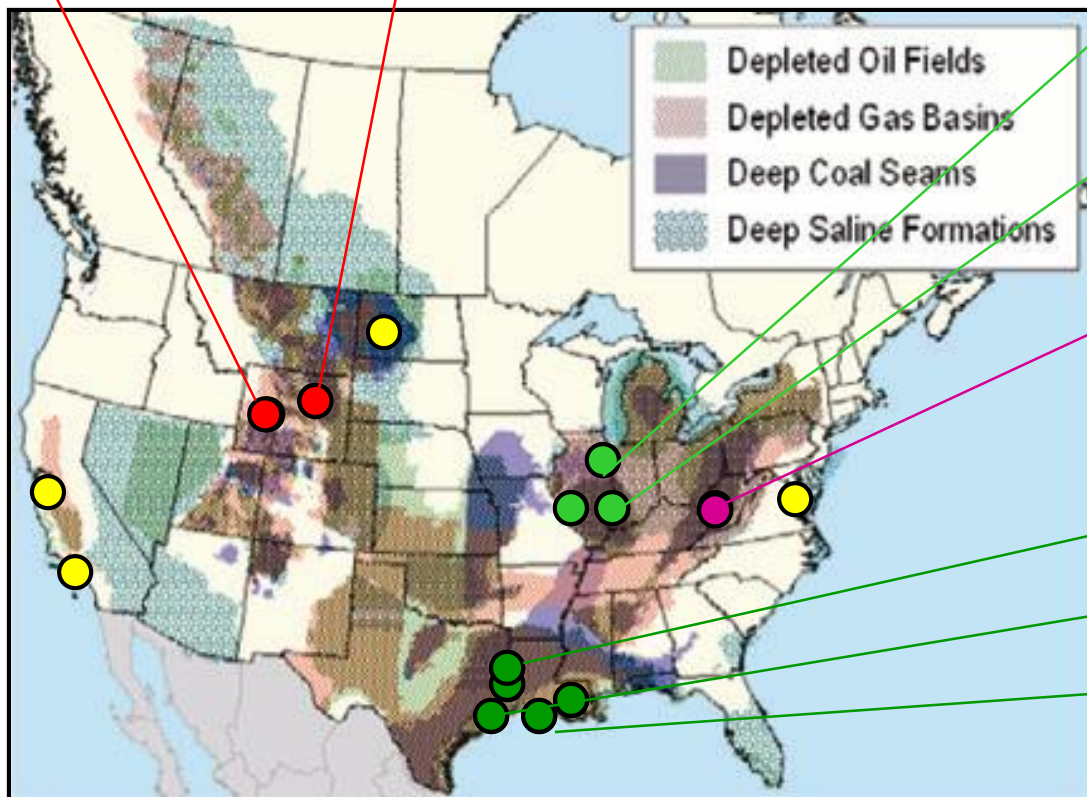 Depleted Oil Fields
Depleted Gas Basins
Deep Coal Seams
Deep Saline Formations